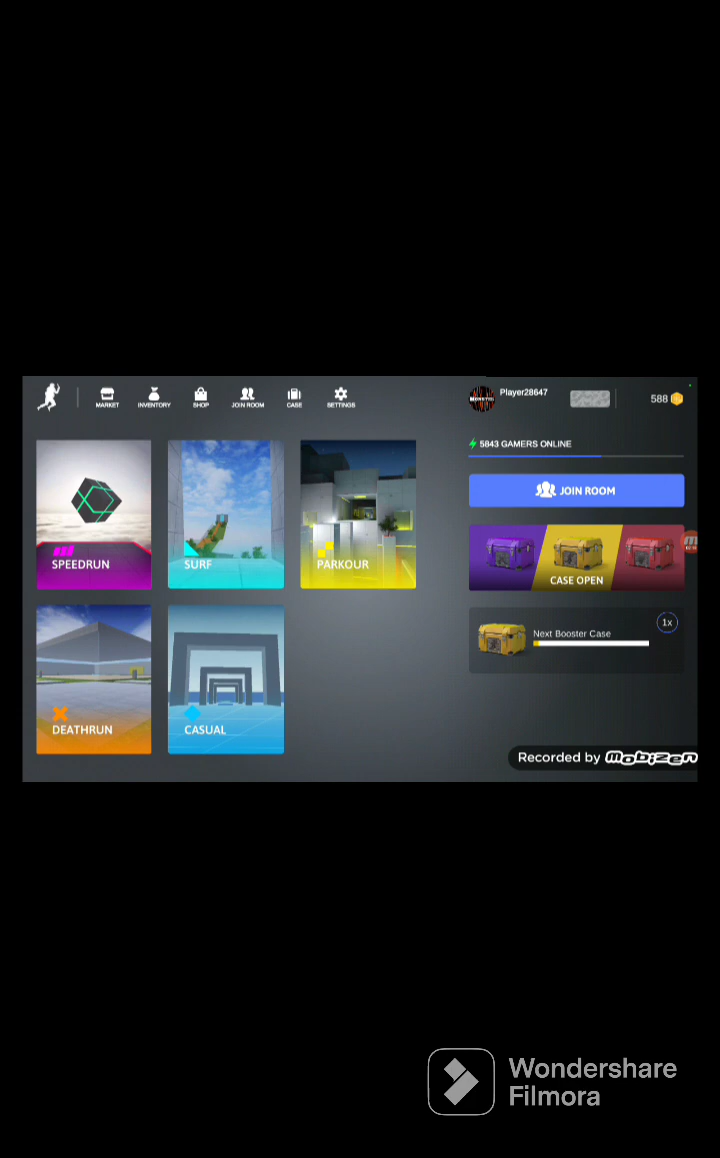 MARKET
INVENTORY
SHOP
JOIN ROOM
CASE
SETTINGS
Player28647
588
5843 GAMERS ONLINE
JOIN ROOM
SPEEDRUN
SURF
PARKOUR
CASE OPEN
1x
Next Booster Case
DEATHRUN
CASUAL
Recorded by Mobizen
Wondershare
Filmora